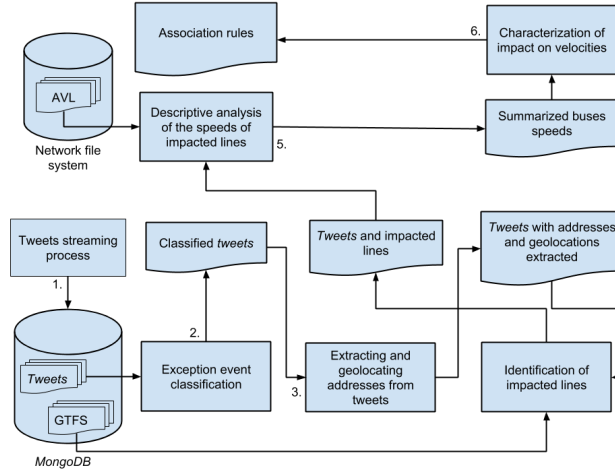 Association rules
6.
Characterization of
impact on velocities
AVL
Network file
system
Descriptive analysis
of the speeds of
impacted lines
5.
Summarized buses
speeds
Tweets streaming
process
1.
Classified tweets
Tweets and impacted
lines
Tweets with addresses
and geolocations
extracted
2.
Tweets
GTFS
MongoDB
Exception event
classification
3.
Extracting and
geolocating
addresses from
tweets
Identification of
impacted lines